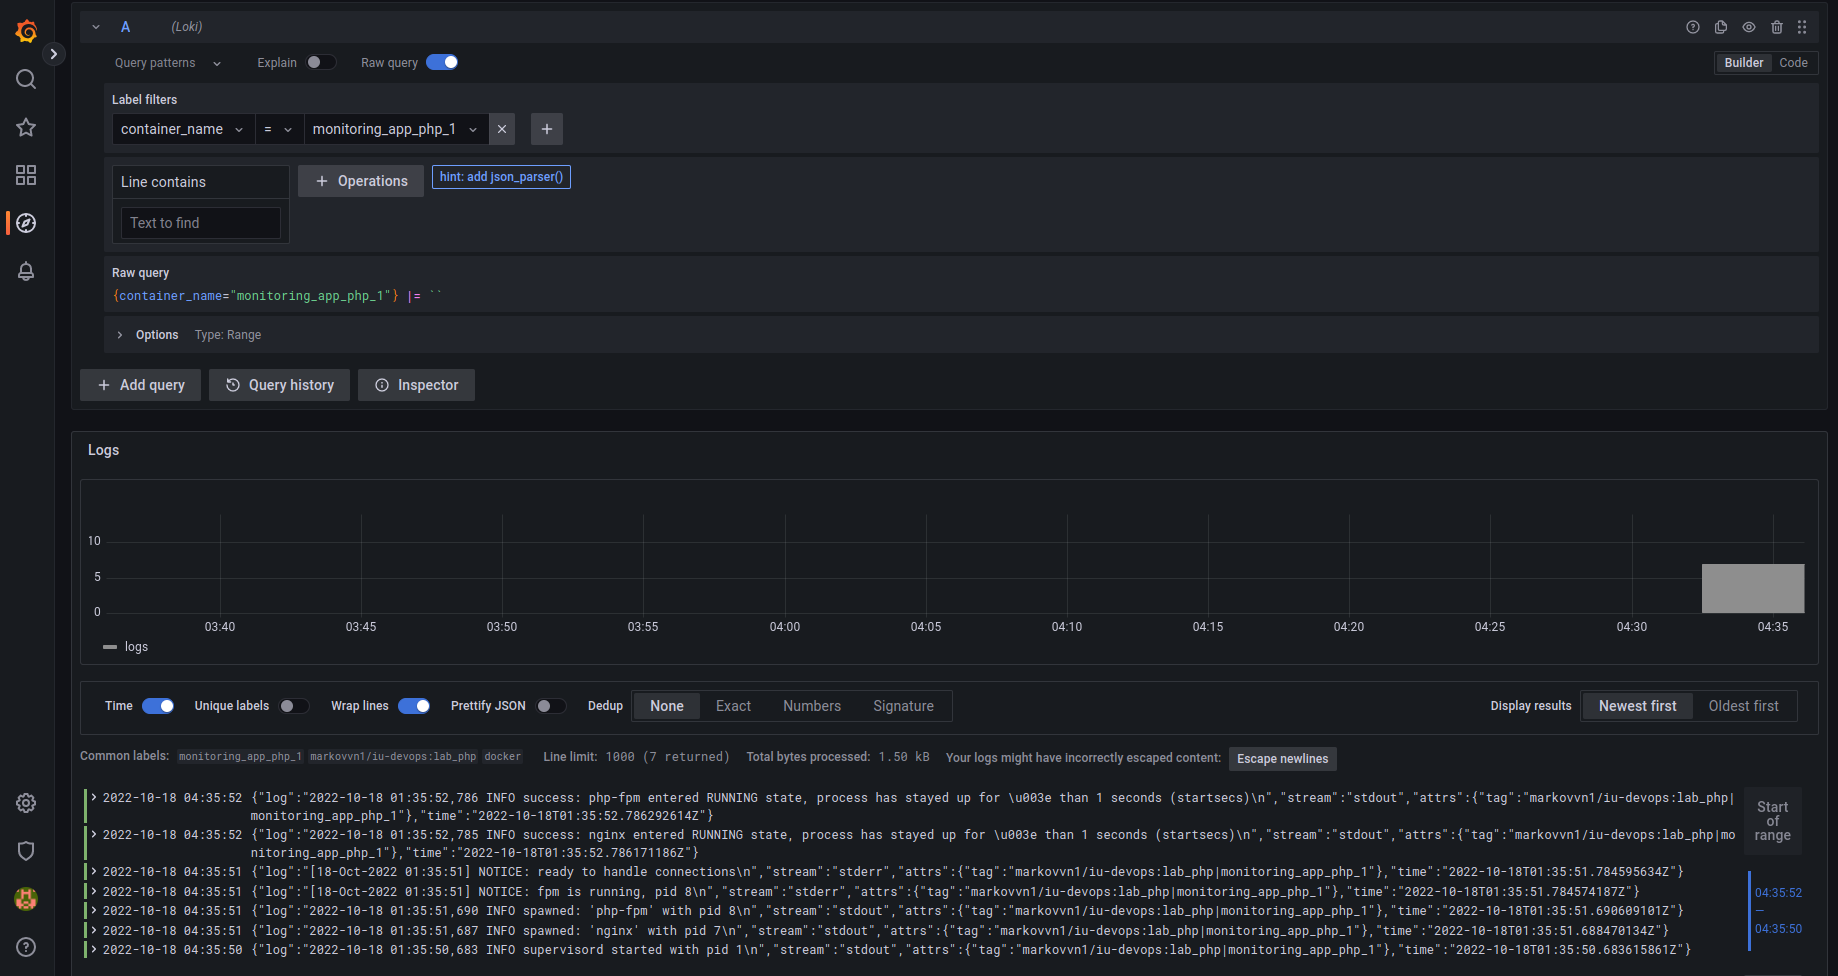 A (Loki)
Query patterns Explain Raw query Builder Code
Label filters
container_name = monitoring_app_php_1
Line contains + Operations hint: add json_parser()
Text to find
Raw query
{container_name="monitoring_app_php_1"} |= ``
Options Type: Range
+ Add query Query history Inspector
Logs
10
5
0
03:40 03:45 03:50 03:55 04:00 04:05 04:10 04:15 04:20 04:25 04:30 04:35
logs
Time Unique labels Wrap lines Prettify JSON Dedup None Exact Numbers Signature Display results Newest first Oldest first
Common labels: monitoring_app_php_1 markovvn1/iu-devops:lab_php docker Line limit: 1000 (7 returned) Total bytes processed: 1.50 kB Your logs might have incorrectly escaped content: Escape newlines
2022-10-18 04:35:52 {"log":"2022-10-18 01:35:52,786 INFO success: php-fpm entered RUNNING state, process has stayed up for \u003e than 1 seconds (startsecs)\n","stream":"stdout","attrs":{"tag":"markovvn1/iu-devops:lab_php|
monitoring_app_php_1"},"time":"2022-10-18T01:35:52.786292614Z"}
2022-10-18 04:35:52 {"log":"2022-10-18 01:35:52,785 INFO success: nginx entered RUNNING state, process has stayed up for \u003e than 1 seconds (startsecs)\n","stream":"stdout","attrs":{"tag":"markovvn1/iu-devops:lab_php|mo
nitoring_app_php_1"},"time":"2022-10-18T01:35:52.786171186Z"}
2022-10-18 04:35:51 {"log":"[18-Oct-2022 01:35:51] NOTICE: ready to handle connections\n","stream":"stderr","attrs":{"tag":"markovvn1/iu-devops:lab_php|monitoring_app_php_1"},"time":"2022-10-18T01:35:51.784595634Z"}
2022-10-18 04:35:51 {"log":"[18-Oct-2022 01:35:51] NOTICE: fpm is running, pid 8\n","stream":"stderr","attrs":{"tag":"markovvn1/iu-devops:lab_php|monitoring_app_php_1"},"time":"2022-10-18T01:35:51.784574187Z"}
2022-10-18 04:35:51 {"log":"2022-10-18 01:35:51,690 INFO spawned: 'php-fpm' with pid 8\n","stream":"stdout","attrs":{"tag":"markovvn1/iu-devops:lab_php|monitoring_app_php_1"},"time":"2022-10-18T01:35:51.690609101Z"}
2022-10-18 04:35:51 {"log":"2022-10-18 01:35:51,687 INFO spawned: 'nginx' with pid 7\n","stream":"stdout","attrs":{"tag":"markovvn1/iu-devops:lab_php|monitoring_app_php_1"},"time":"2022-10-18T01:35:51.688470134Z"}
2022-10-18 04:35:50 {"log":"2022-10-18 01:35:50,683 INFO supervisord started with pid 1\n","stream":"stdout","attrs":{"tag":"markovvn1/iu-devops:lab_php|monitoring_app_php_1"},"time":"2022-10-18T01:35:50.683615861Z"}
Start
of
range
04:35:52
—
04:35:50